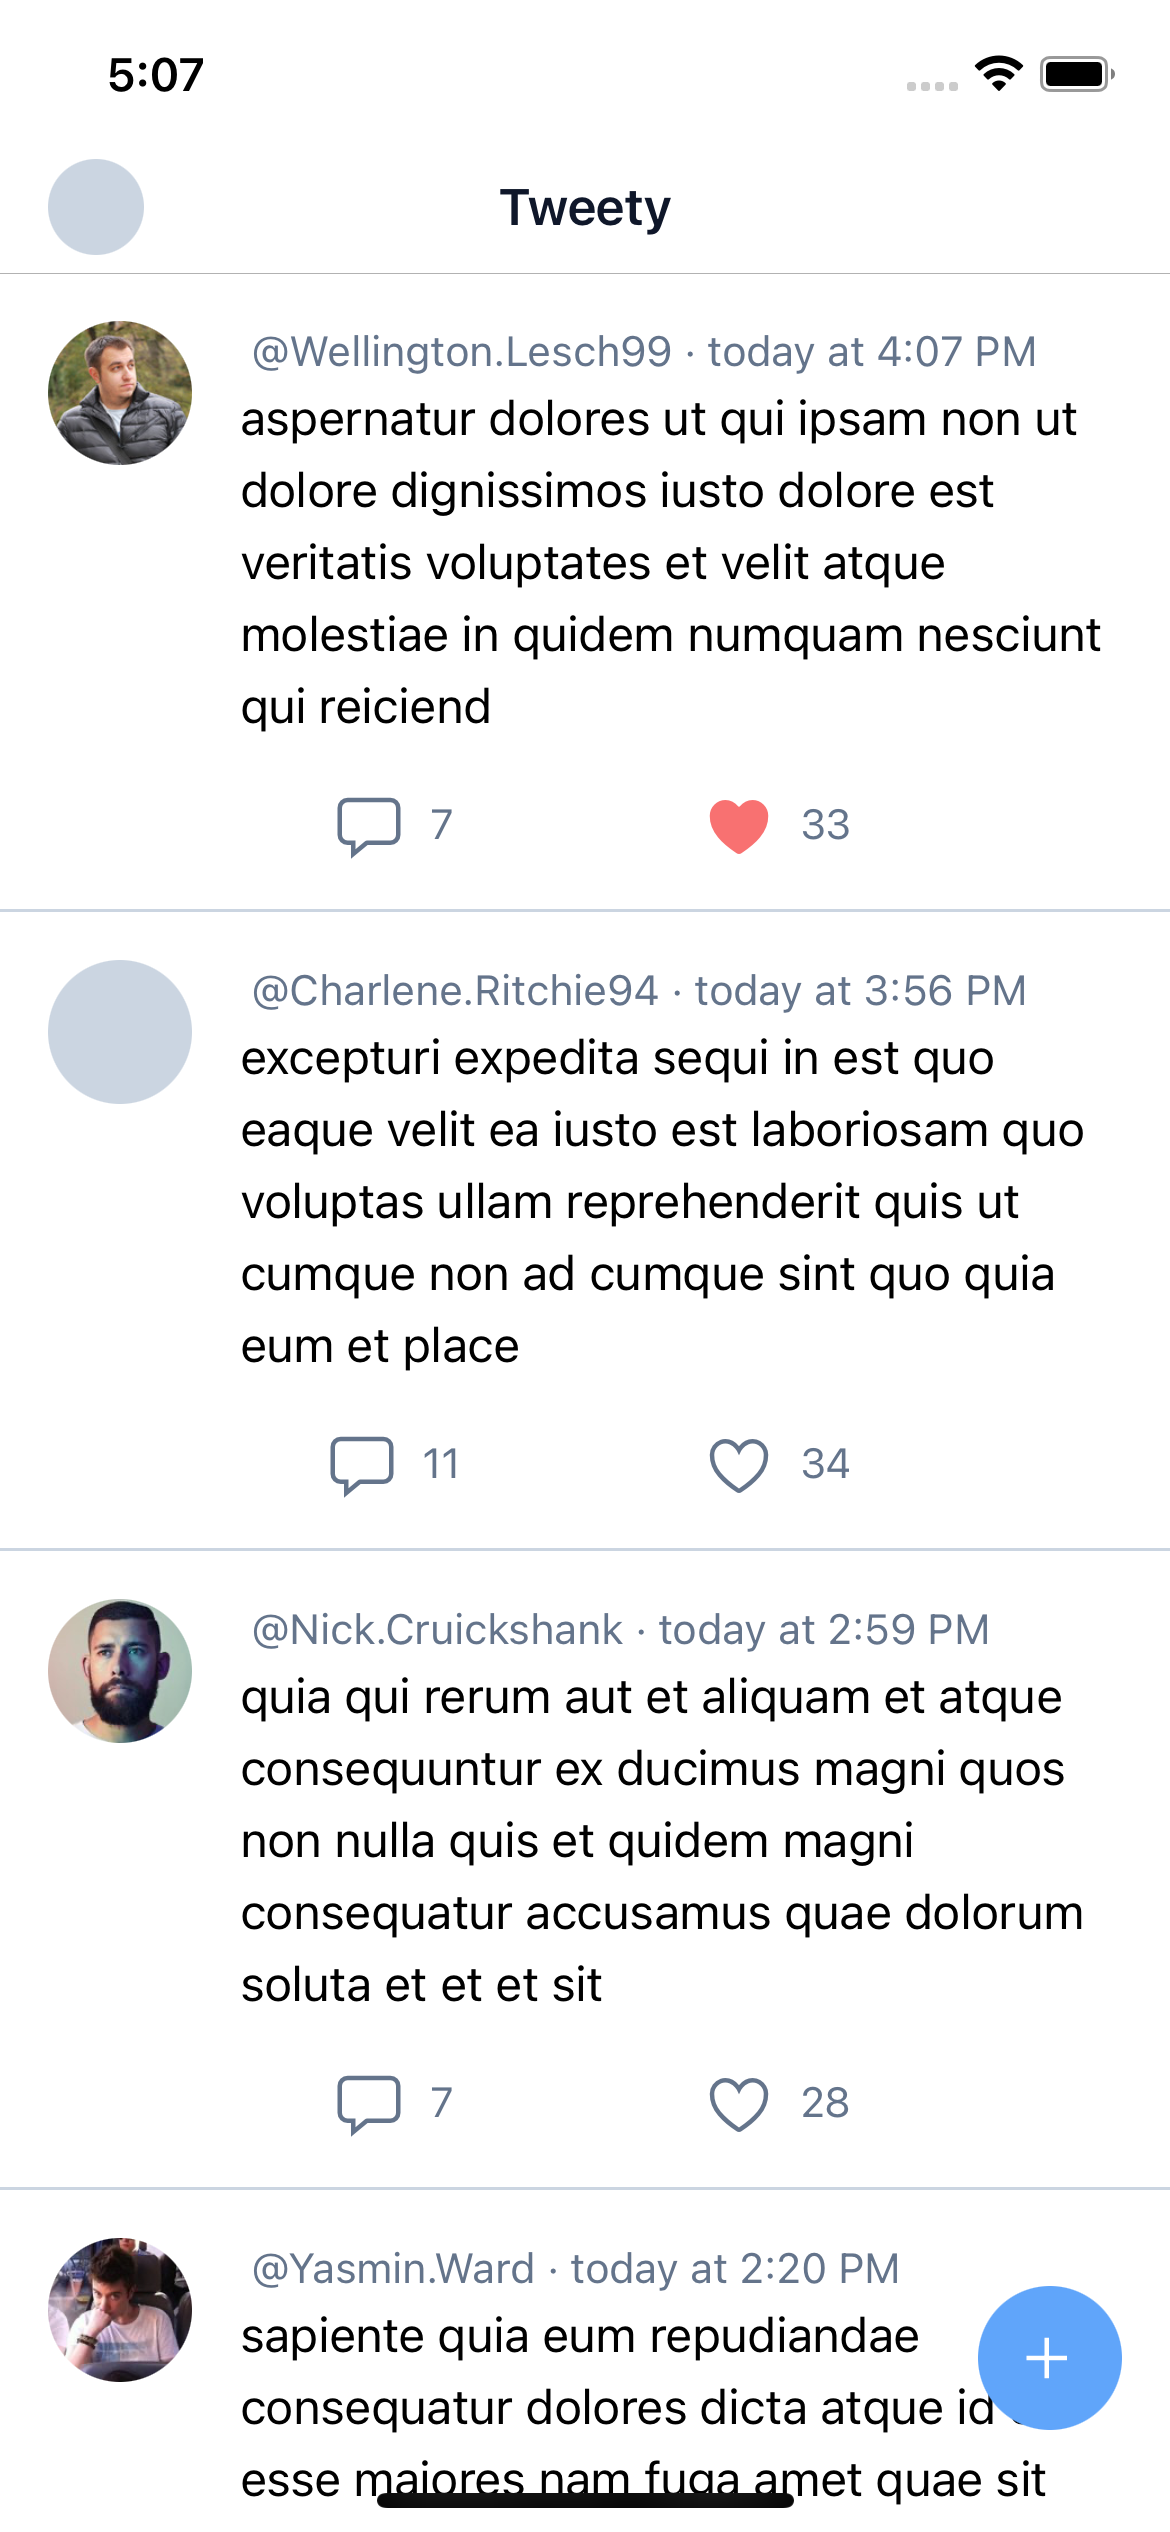 5:07
Tweety
@Wellington.Lesch99 · today at 4:07 PM
aspernatur dolores ut qui ipsam non ut
dolore dignissimos iusto dolore est
veritatis voluptates et velit atque
molestiae in quidem numquam nesciunt
qui reiciend
7 33
@Charlene.Ritchie94 · today at 3:56 PM
excepturi expedita sequi in est quo
eaque velit ea iusto est laboriosam quo
voluptas ullam reprehenderit quis ut
cumque non ad cumque sint quo quia
eum et place
11 34
@Nick.Cruickshank · today at 2:59 PM
quia qui rerum aut et aliquam et atque
consequuntur ex ducimus magni quos
non nulla quis et quidem magni
consequatur accusamus quae dolorum
soluta et et et sit
7 28
@Yasmin.Ward · today at 2:20 PM
sapiente quia eum repudiandae
consequatur dolores dicta atque id
esse maiores nam fuga amet quae sit